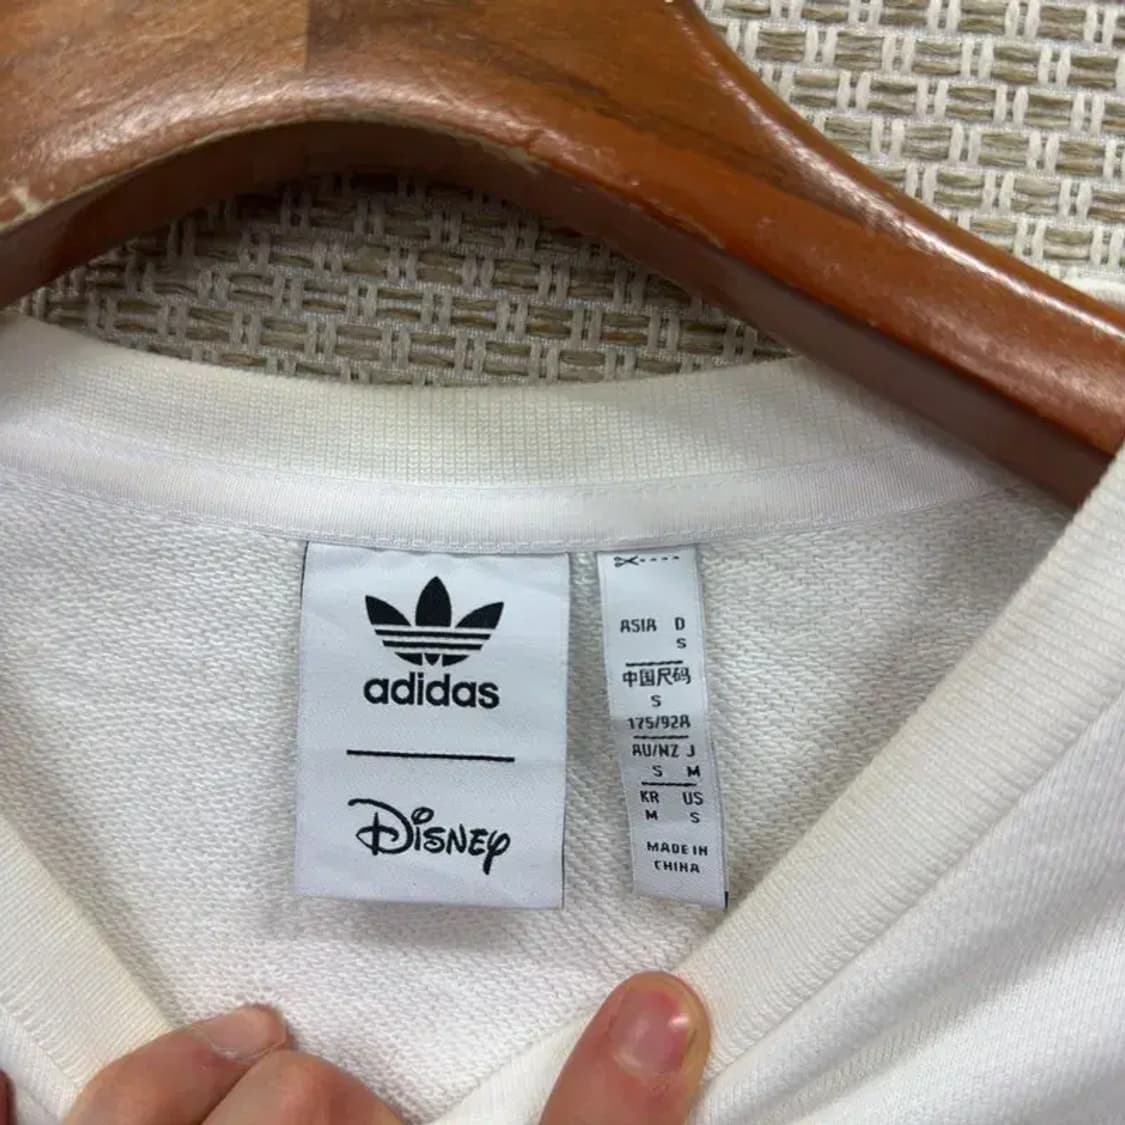 adidas
Disney
ASIA D
S
中国尺码
S
175/92A
AU/NZ J
S M
KR US
M S
MADE IN
CHINA